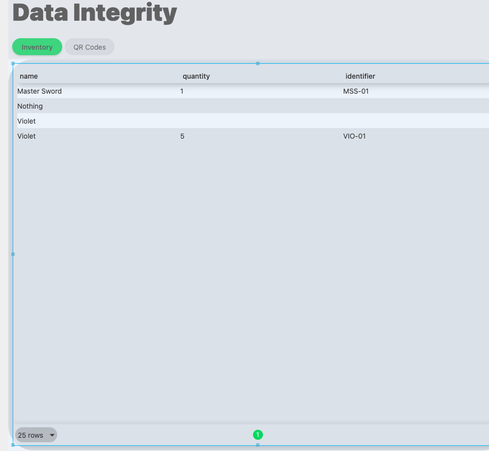 Data Integrity
Inventory QR Codes
name quantity identifier
Master Sword 1 MSS-01
Nothing
Violet
Violet 5 VIO-01
25 rows 1